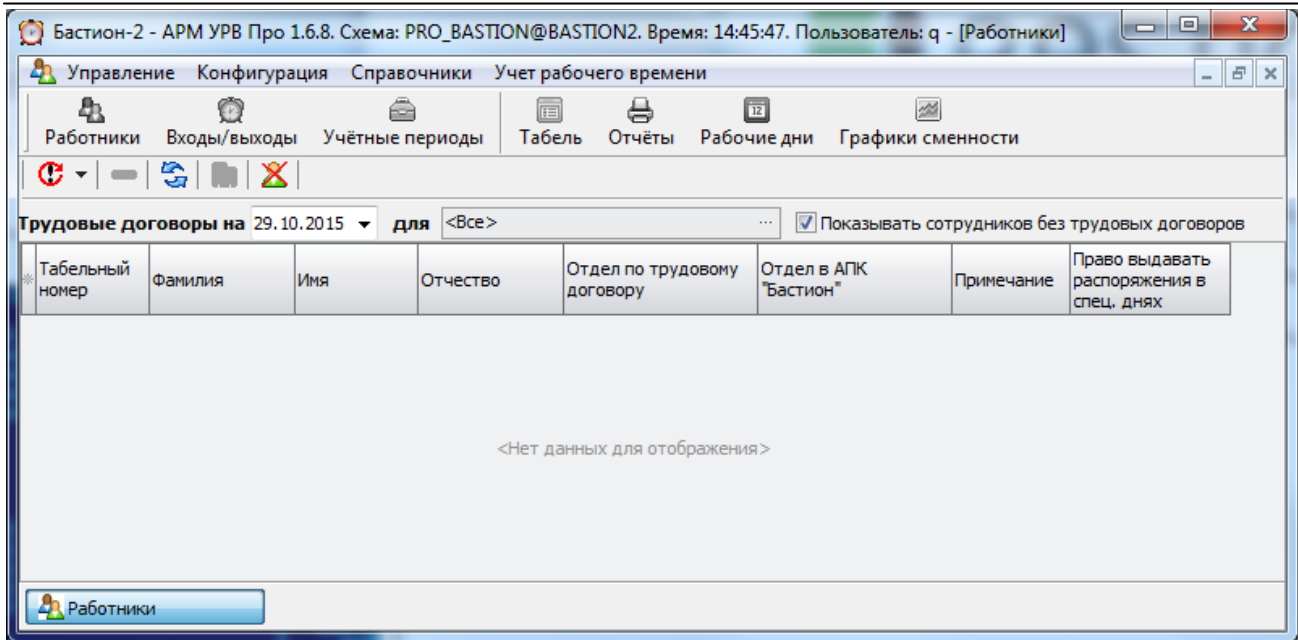 Бастион-2 - АРМ УРВ Про 1.6.8. Схема: PRO_BASTION@BASTION2. Время: 14:45:47. Пользователь: q - [Работники]
Управление Конфигурация Справочники Учет рабочего времени
Работники Входы/выходы Учётные периоды Табель Отчёты Рабочие дни Графики сменности
Трудовые договоры на 29.10.2015 для <Все> ... Показывать сотрудников без трудовых договоров
Табельный номер
Фамилия
Имя
Отчество
Отдел по трудовому договору
Отдел в АПК "Бастион"
Примечание
Право выдавать распоряжения в спец. днях
<Нет данных для отображения>
Работники